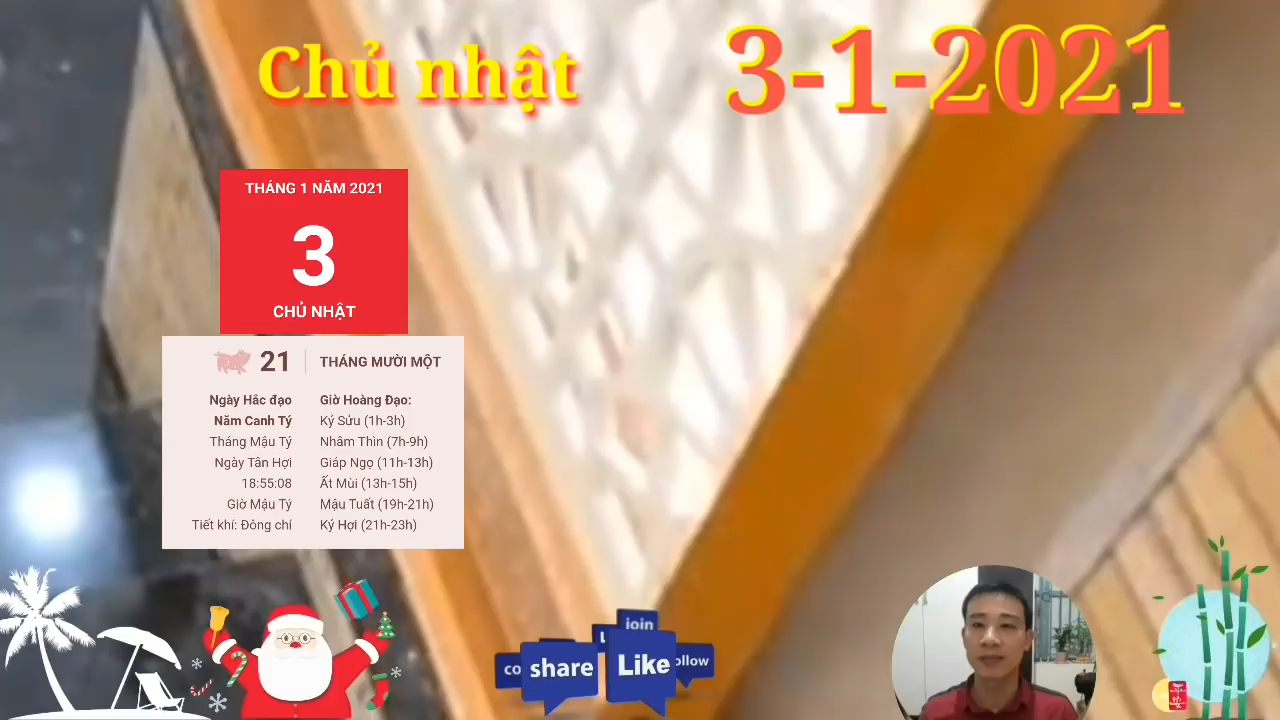 Chủ nhật 3-1-2021
THÁNG 1 NĂM 2021
3
CHỦ NHẬT
21 THÁNG MƯỜI MỘT
Ngày Hắc đạo Giờ Hoàng Đạo:
Năm Canh Tý Kỷ Sửu (1h-3h)
Tháng Mậu Tý Nhâm Thìn (7h-9h)
Ngày Tân Hợi Giáp Ngọ (11h-13h)
18:55:08 Ất Mùi (13h-15h)
Giờ Mậu Tý Mậu Tuất (19h-21h)
Tiết khí: Đông chí Kỷ Hợi (21h-23h)
join
co share Like ollow